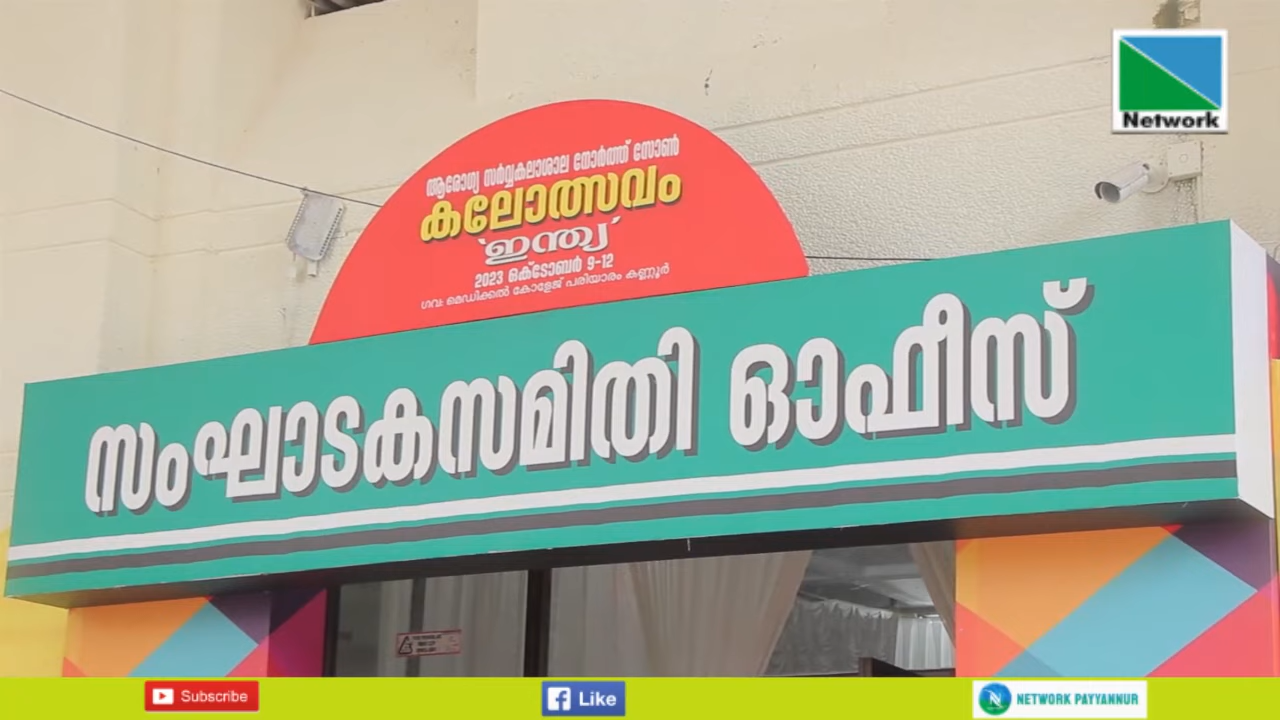 Network
ആരോഗ്യ സർവ്വകലാശാല നോർത്ത് സോൺ
കലോത്സവം
'ഇന്ത്യ'
2023 ഒക്ടോബർ 9-12
ഗവ: മെഡിക്കൽ കോളേജ് പരിയാരം കണ്ണൂർ
സംഘാടകസമിതി ഓഫീസ്
Subscribe
Like
NETWORK PAYYANNUR